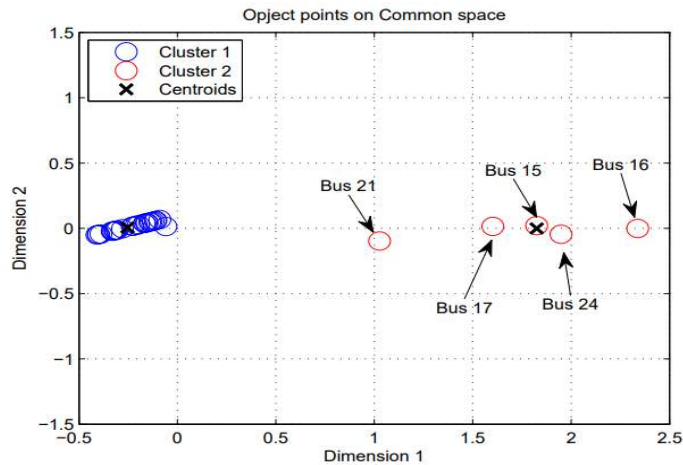 Opject points on Common space
1.5
1
0.5
0
−0.5
−1
−1.5
Dimension 2
Cluster 1
Cluster 2
Centroids
Bus 21
Bus 15
Bus 16
Bus 17
Bus 24
−0.5
0
0.5
1
1.5
2
2.5
Dimension 1